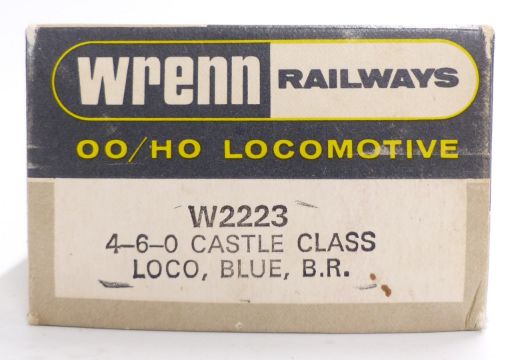 wrenn RAILWAYS
OO/HO LOCOMOTIVE
W2223
4-6-0 CASTLE CLASS
LOCO, BLUE, B.R.